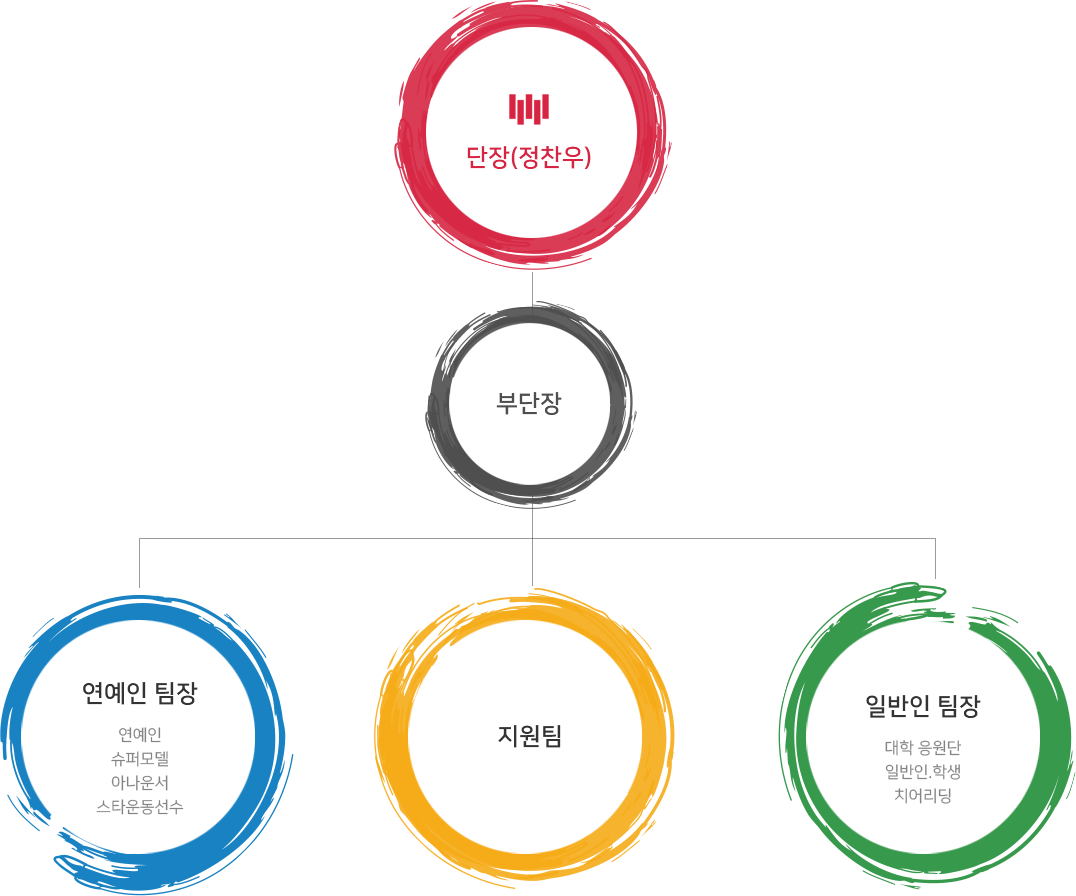 단장(정찬우)
부단장
연예인 팀장
연예인
슈퍼모델
아나운서
스타운동선수
지원팀
일반인 팀장
대학 응원단
일반인.학생
치어리딩